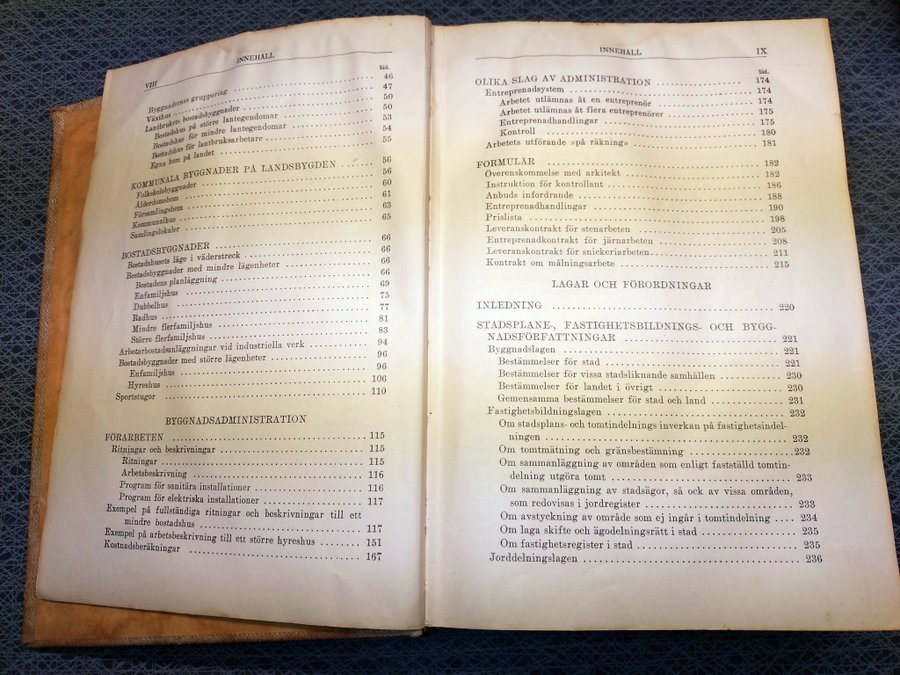 VIII
INNEHÅLL
Sid.
Byggnadernas gruppering 46
Växthus 47
Lantbrukets bostadsbyggnader 50
Bostadshus på större lantegendomar 50
Bostadshus för mindre lantegendomar 53
Bostadshus för lantbruksarbetare 54
Egna hem på landet 55
KOMMUNALA BYGGNADER PÅ LANDSBYGDEN 56
Folkskolebyggnader 56
Ålderdomshem 60
Församlingshem 61
Kommunalhus 63
Samlingslokaler 65
BOSTADSBYGGNADER 66
Bostadshusets läge i väderstreck 66
Bostadsbyggnader med mindre lägenheter 66
Bostadens planläggning 66
Enfamiljshus 69
Dubbelhus 75
Radhus 77
Mindre flerfamiljshus 81
Större flerfamiljshus 83
Arbetarbostadsanläggningar vid industriella verk 94
Bostadsbyggnader med större lägenheter 96
Enfamiljshus 96
Hyreshus 106
Sportstugor 110
BYGGNADSADMINISTRATION
FÖRARBETEN 115
Ritningar och beskrivningar 115
Ritningar 115
Arbetsbeskrivning 116
Program för sanitära installationer 116
Program för elektriska installationer 117
Exempel på fullständiga ritningar och beskrivningar till ett
mindre bostadshus 117
Exempel på arbetsbeskrivning till ett större hyreshus 151
Kostnadsberäkningar 167
INNEHÅLL
IX
Sid.
OLIKA SLAG AV ADMINISTRATION 174
Entreprenadsystem 174
Arbetet utlämnas åt en entreprenör 174
Arbetet utlämnas åt flera entreprenörer 175
Entreprenadhandlingar 175
Kontroll 180
Arbetets utförande »på räkning» 181
FORMULÄR 182
Överenskommelse med arkitekt 182
Instruktion för kontrollant 186
Anbuds infordrande 188
Entreprenadhandlingar 190
Prislista 198
Leveranskontrakt för stenarbeten 205
Entreprenadkontrakt för järnarbeten 208
Leveranskontrakt för snickeriarbeten 211
Kontrakt om målningsarbete 215
LAGAR OCH FÖRORDNINGAR
INLEDNING 220
STADSPLANE-, FASTIGHETSBILDNINGS- OCH BYGG-
NADSFÖRFATTNINGAR 221
Byggnadslagen 221
Bestämmelser för stad 221
Bestämmelser för vissa stadsliknande samhällen 230
Bestämmelser för landet i övrigt 230
Gemensamma bestämmelser för stad och land 231
Fastighetsbildningslagen 232
Om stadsplans- och tomtindelnings inverkan på fastighetsindel-
ningen 232
Om tomtmätning och gränsbestämning 232
Om sammanläggning av områden som enligt fastställd tomtin-
delning utgöra tomt 233
Om sammanläggning av stadsägor, så ock av vissa områden,
som redovisas i jordregister 233
Om avstyckning av område som ej ingår i tomtindelning 234
Om laga skifte och ägodelningsrätt i stad 235
Om fastighetsregister i stad 235
Jorddelningslagen 236